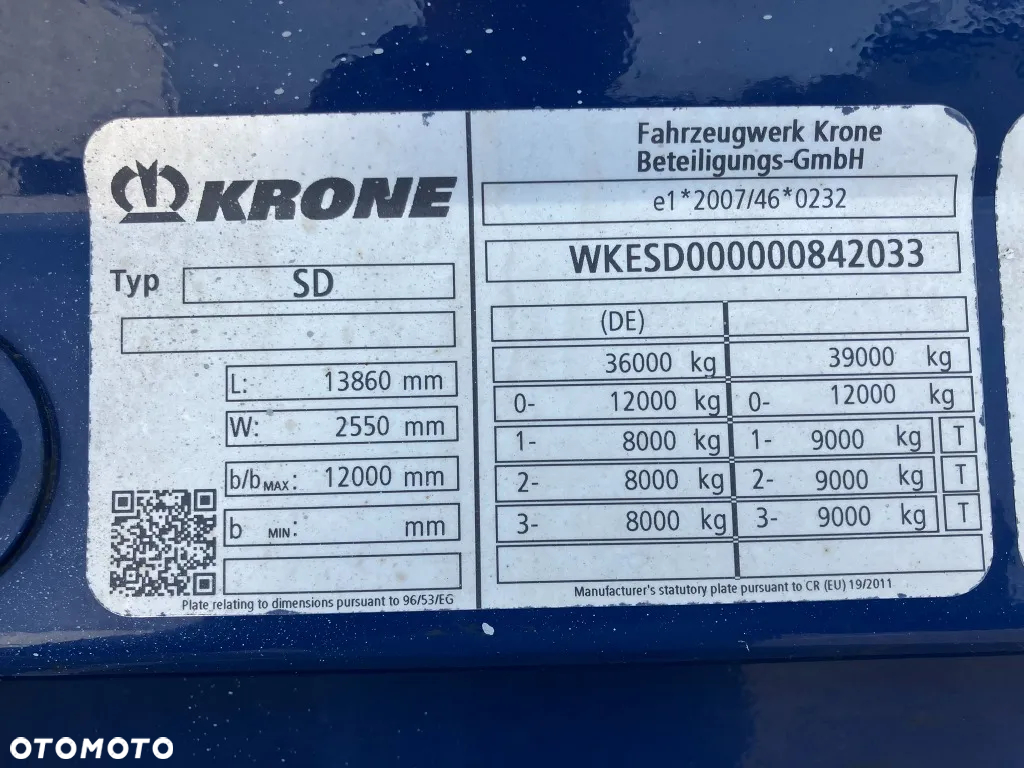 KRONE
Typ SD
L: 13860 mm
W: 2550 mm
b/bMAX: 12000 mm
b MIN: mm
Plate relating to dimensions pursuant to 96/53/EG
Fahrzeugwerk Krone
Beteiligungs-GmbH
e1*2007/46*0232
WKESD000000842033
(DE)
36000 kg 39000 kg
0- 12000 kg 0- 12000 kg
1- 8000 kg 1- 9000 kg T
2- 8000 kg 2- 9000 kg T
3- 8000 kg 3- 9000 kg T
Manufacturer's statutory plate pursuant to CR (EU) 19/2011
OTOMOTO